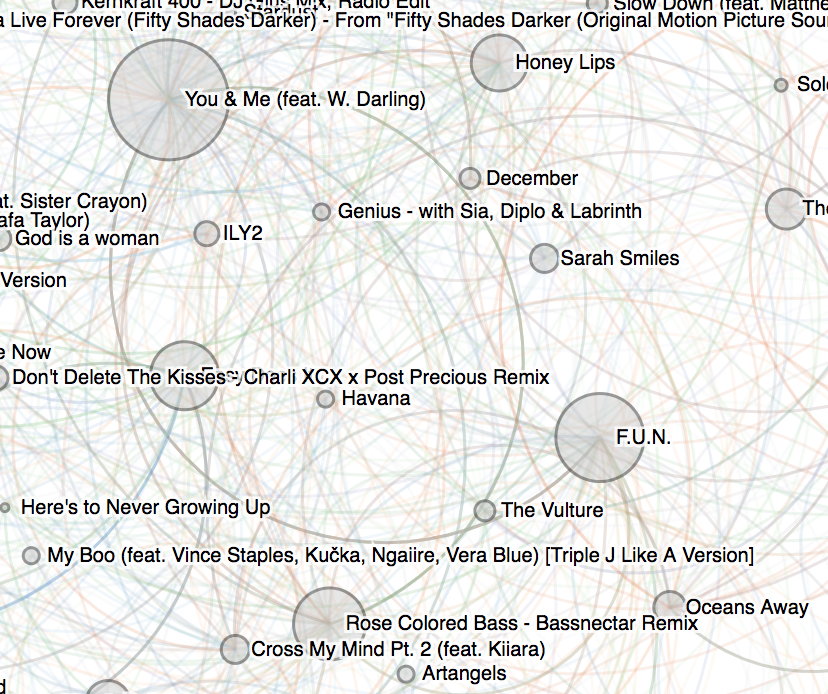 Kernkraft 400 - DJ Gius Mix, Radio Edit
Slow Down (feat. Matthe
Stardust
a Live Forever (Fifty Shades Darker) - From "Fifty Shades Darker (Original Motion Picture Sou
Honey Lips
Sol
You & Me (feat. W. Darling)
December
at. Sister Crayon)
Genius - with Sia, Diplo & Labrinth
The
afa Taylor)
God is a woman
ILY2
Sarah Smiles
Version
e Now
Don't Delete The Kisses - Charli XCX x Post Precious Remix
Havana
F.U.N.
Here's to Never Growing Up
The Vulture
My Boo (feat. Vince Staples, Kučka, Ngaiire, Vera Blue) [Triple J Like A Version]
Oceans Away
Rose Colored Bass - Bassnectar Remix
Cross My Mind Pt. 2 (feat. Kiiara)
Artangels
d